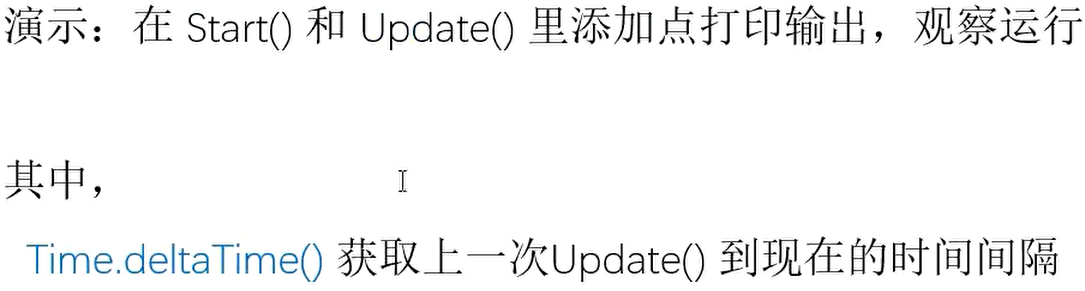 演示：在 Start() 和 Update() 里添加点打印输出，观察运行
其中，
Time.deltaTime() 获取上一次Update() 到现在的时间间隔